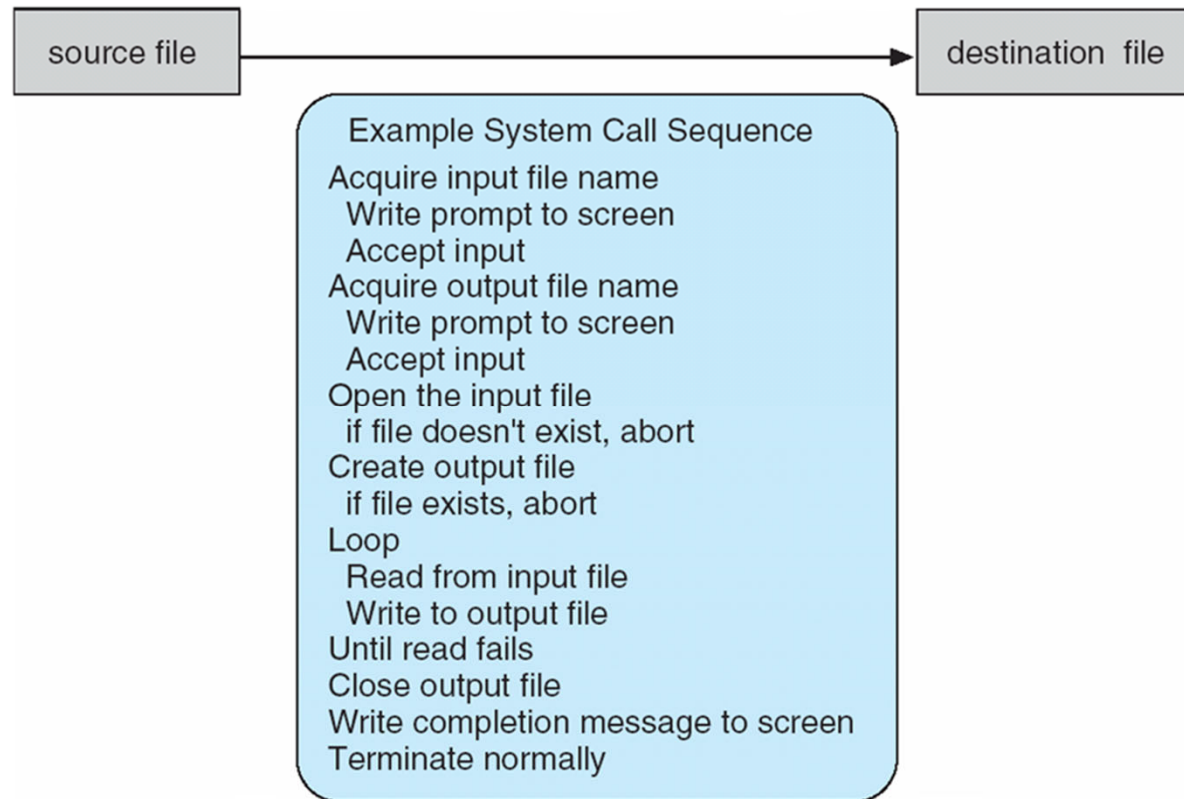 source file
destination file
Example System Call Sequence
Acquire input file name
Write prompt to screen
Accept input
Acquire output file name
Write prompt to screen
Accept input
Open the input file
if file doesn't exist, abort
Create output file
if file exists, abort
Loop
Read from input file
Write to output file
Until read fails
Close output file
Write completion message to screen
Terminate normally